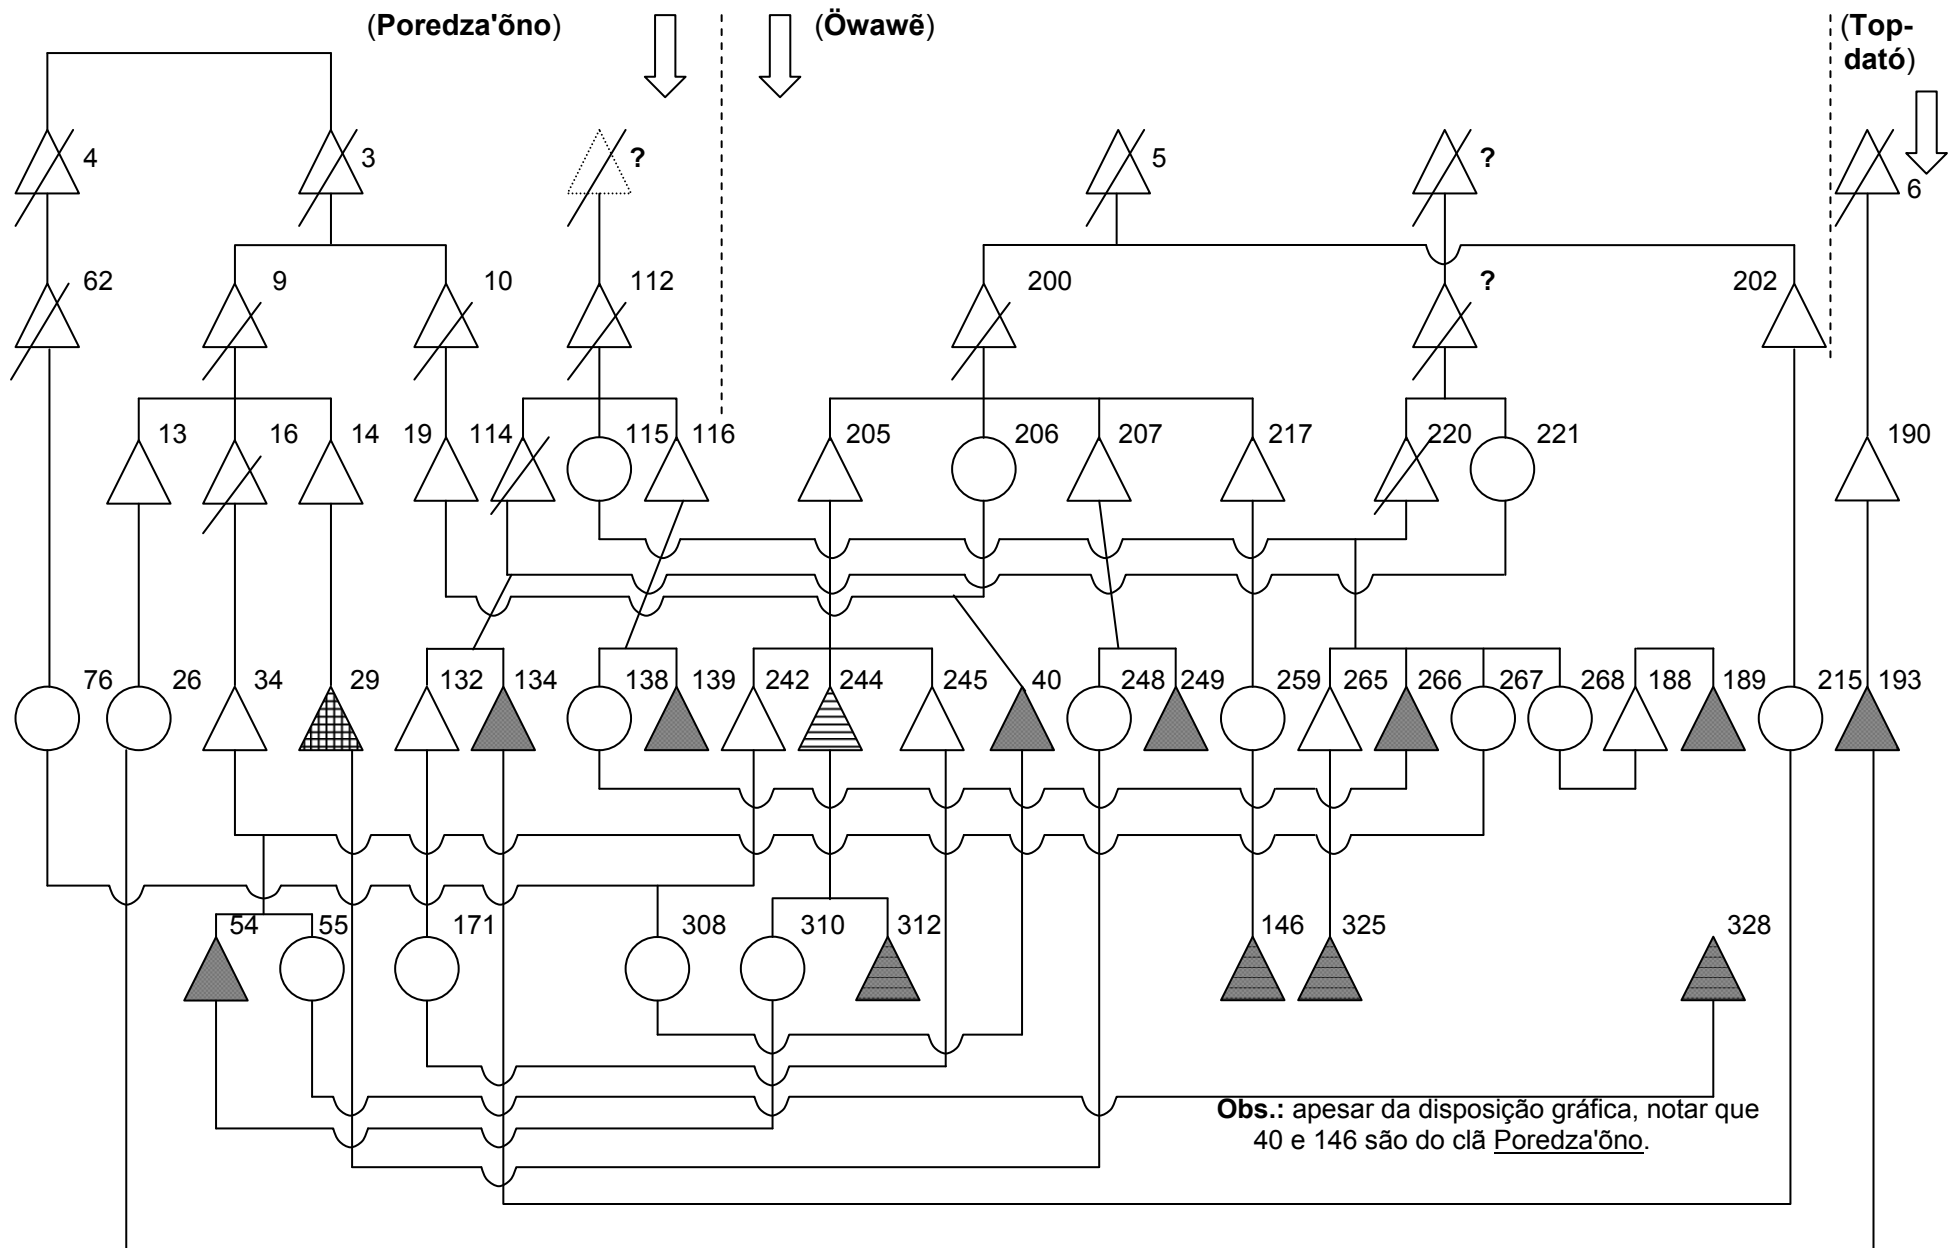 (Poredza'õno) (Öwawẽ) (Top-
dató)
4 3 ? 5 ? 6
62 9 10 112 200 ? 202
13 16 14 19 114 115 116 205 206 207 217 220 221 190
76 26 34 29 132 134 138 139 242 244 245 40 248 249 259 265 266 267 268 188 189 215 193
54 55 171 308 310 312 146 325 328
Obs.: apesar da disposição gráfica, notar que
40 e 146 são do clã Poredza'õno.